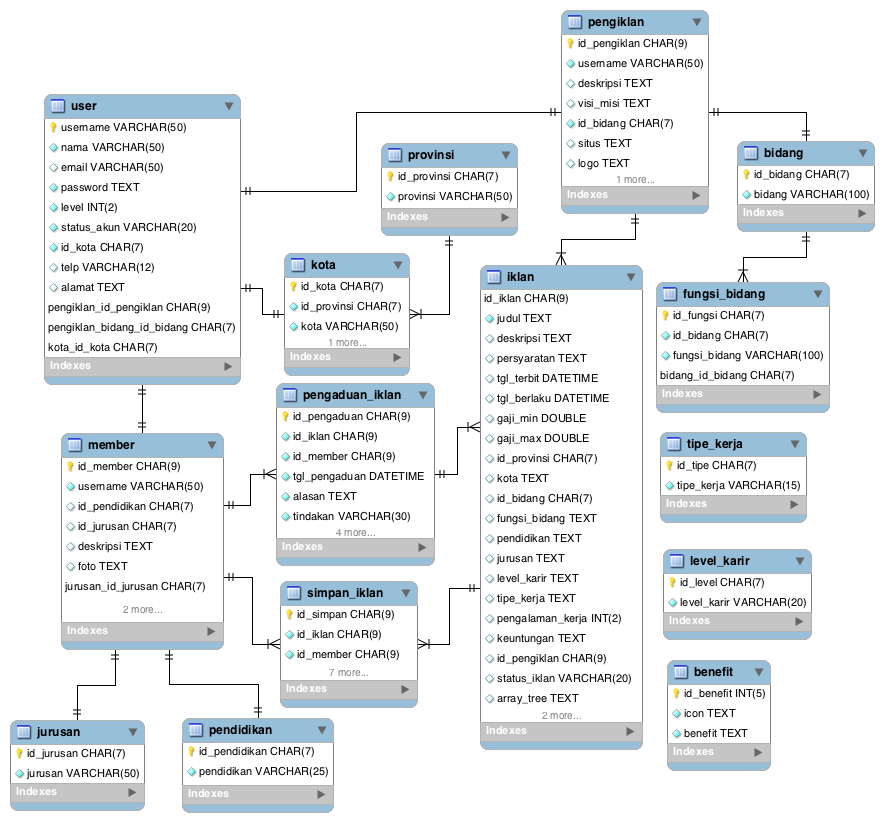 pengiklan
id_pengiklan CHAR(9)
username VARCHAR(50)
deskripsi TEXT
visi_misi TEXT
id_bidang CHAR(7)
situs TEXT
logo TEXT
1 more...
Indexes
user
username VARCHAR(50)
nama VARCHAR(50)
email VARCHAR(50)
password TEXT
level INT(2)
status_akun VARCHAR(20)
id_kota CHAR(7)
telp VARCHAR(12)
alamat TEXT
pengiklan_id_pengiklan CHAR(9)
pengiklan_bidang_id_bidang CHAR(7)
kota_id_kota CHAR(7)
Indexes
provinsi
id_provinsi CHAR(7)
provinsi VARCHAR(50)
Indexes
bidang
id_bidang CHAR(7)
bidang VARCHAR(100)
Indexes
kota
id_kota CHAR(7)
id_provinsi CHAR(7)
kota VARCHAR(50)
1 more...
Indexes
iklan
id_iklan CHAR(9)
judul TEXT
deskripsi TEXT
persyaratan TEXT
tgl_terbit DATETIME
tgl_berlaku DATETIME
gaji_min DOUBLE
gaji_max DOUBLE
id_provinsi CHAR(7)
kota TEXT
id_bidang CHAR(7)
fungsi_bidang TEXT
pendidikan TEXT
jurusan TEXT
level_karir TEXT
tipe_kerja TEXT
pengalaman_kerja INT(2)
keuntungan TEXT
id_pengiklan CHAR(9)
status_iklan VARCHAR(20)
array_tree TEXT
2 more...
Indexes
fungsi_bidang
id_fungsi CHAR(7)
id_bidang CHAR(7)
fungsi_bidang VARCHAR(100)
bidang_id_bidang CHAR(7)
Indexes
pengaduan_iklan
id_pengaduan CHAR(9)
id_iklan CHAR(9)
id_member CHAR(9)
tgl_pengaduan DATETIME
alasan TEXT
tindakan VARCHAR(30)
4 more...
Indexes
member
id_member CHAR(9)
username VARCHAR(50)
id_pendidikan CHAR(7)
id_jurusan CHAR(7)
deskripsi TEXT
foto TEXT
jurusan_id_jurusan CHAR(7)
2 more...
Indexes
tipe_kerja
id_tipe CHAR(7)
tipe_kerja VARCHAR(15)
Indexes
level_karir
id_level CHAR(7)
level_karir VARCHAR(20)
Indexes
simpan_iklan
id_simpan CHAR(9)
id_iklan CHAR(9)
id_member CHAR(9)
7 more...
Indexes
benefit
id_benefit INT(5)
icon TEXT
benefit TEXT
Indexes
jurusan
id_jurusan CHAR(7)
jurusan VARCHAR(50)
Indexes
pendidikan
id_pendidikan CHAR(7)
pendidikan VARCHAR(25)
Indexes